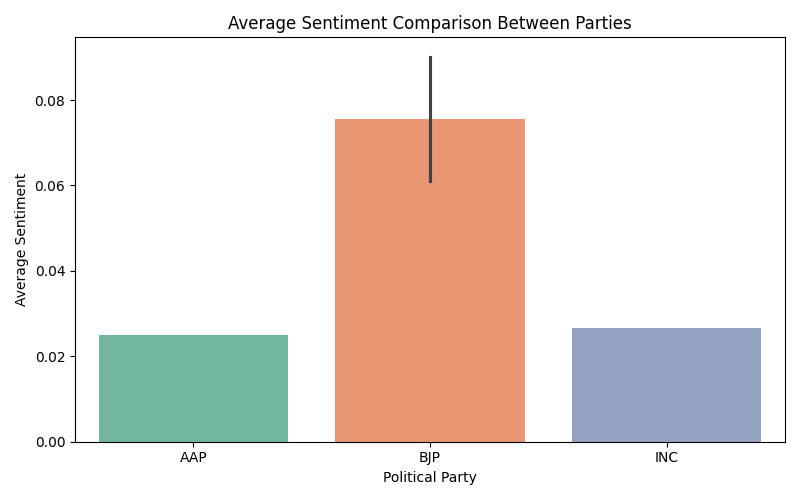 Average Sentiment Comparison Between Parties
Average Sentiment
0.08
0.06
0.04
0.02
0.00
AAP
BJP
INC
Political Party